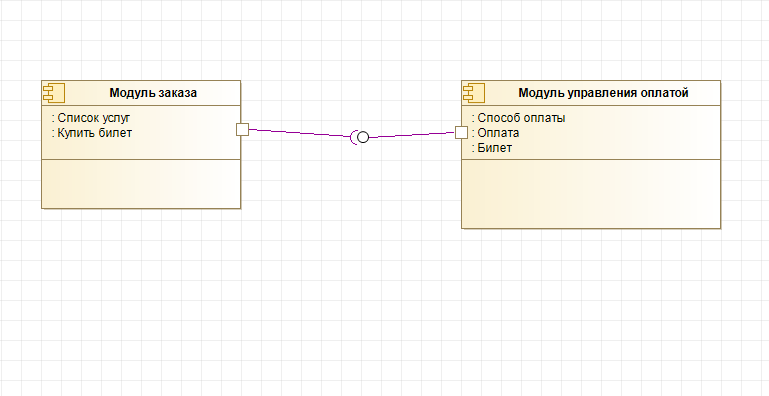 Модуль заказа
: Список услуг
: Купить билет
Модуль управления оплатой
: Способ оплаты
: Оплата
: Билет